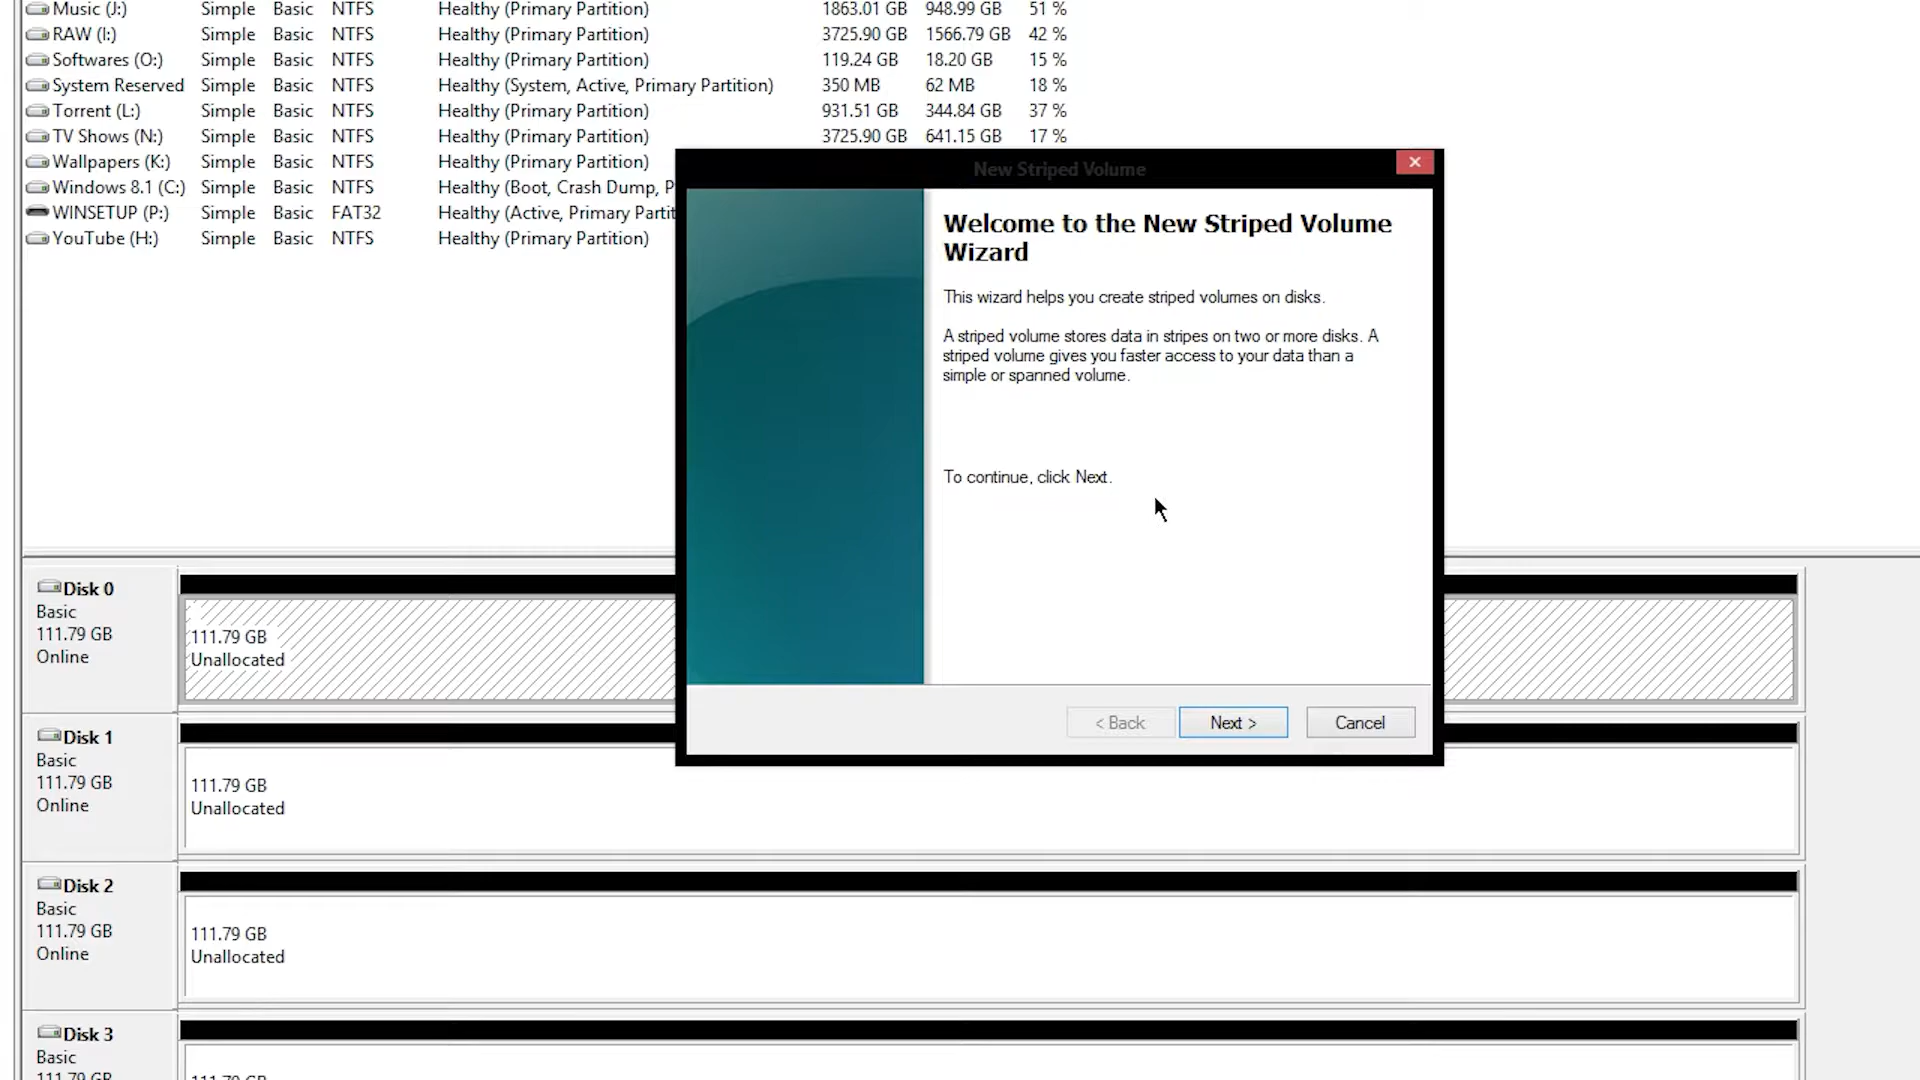 Music (J:) Simple Basic NTFS Healthy (Primary Partition) 1863.01 GB 948.99 GB 51 %
RAW (I:) Simple Basic NTFS Healthy (Primary Partition) 3725.90 GB 1566.79 GB 42 %
Softwares (O:) Simple Basic NTFS Healthy (Primary Partition) 119.24 GB 18.20 GB 15 %
System Reserved Simple Basic NTFS Healthy (System, Active, Primary Partition) 350 MB 62 MB 18 %
Torrent (L:) Simple Basic NTFS Healthy (Primary Partition) 931.51 GB 344.84 GB 37 %
TV Shows (N:) Simple Basic NTFS Healthy (Primary Partition) 3725.90 GB 641.15 GB 17 %
Wallpapers (K:) Simple Basic NTFS Healthy (Primary Partition)
Windows 8.1 (C:) Simple Basic NTFS Healthy (Boot, Crash Dump, P
WINSETUP (P:) Simple Basic FAT32 Healthy (Active, Primary Partit
YouTube (H:) Simple Basic NTFS Healthy (Primary Partition)
New Striped Volume
Welcome to the New Striped Volume
Wizard
This wizard helps you create striped volumes on disks.
A striped volume stores data in stripes on two or more disks. A
striped volume gives you faster access to your data than a
simple or spanned volume.
To continue, click Next.
< Back Next > Cancel
Disk 0
Basic
111.79 GB
Online
111.79 GB
Unallocated
Disk 1
Basic
111.79 GB
Online
111.79 GB
Unallocated
Disk 2
Basic
111.79 GB
Online
111.79 GB
Unallocated
Disk 3
Basic
111.79 GB
111.79 GB